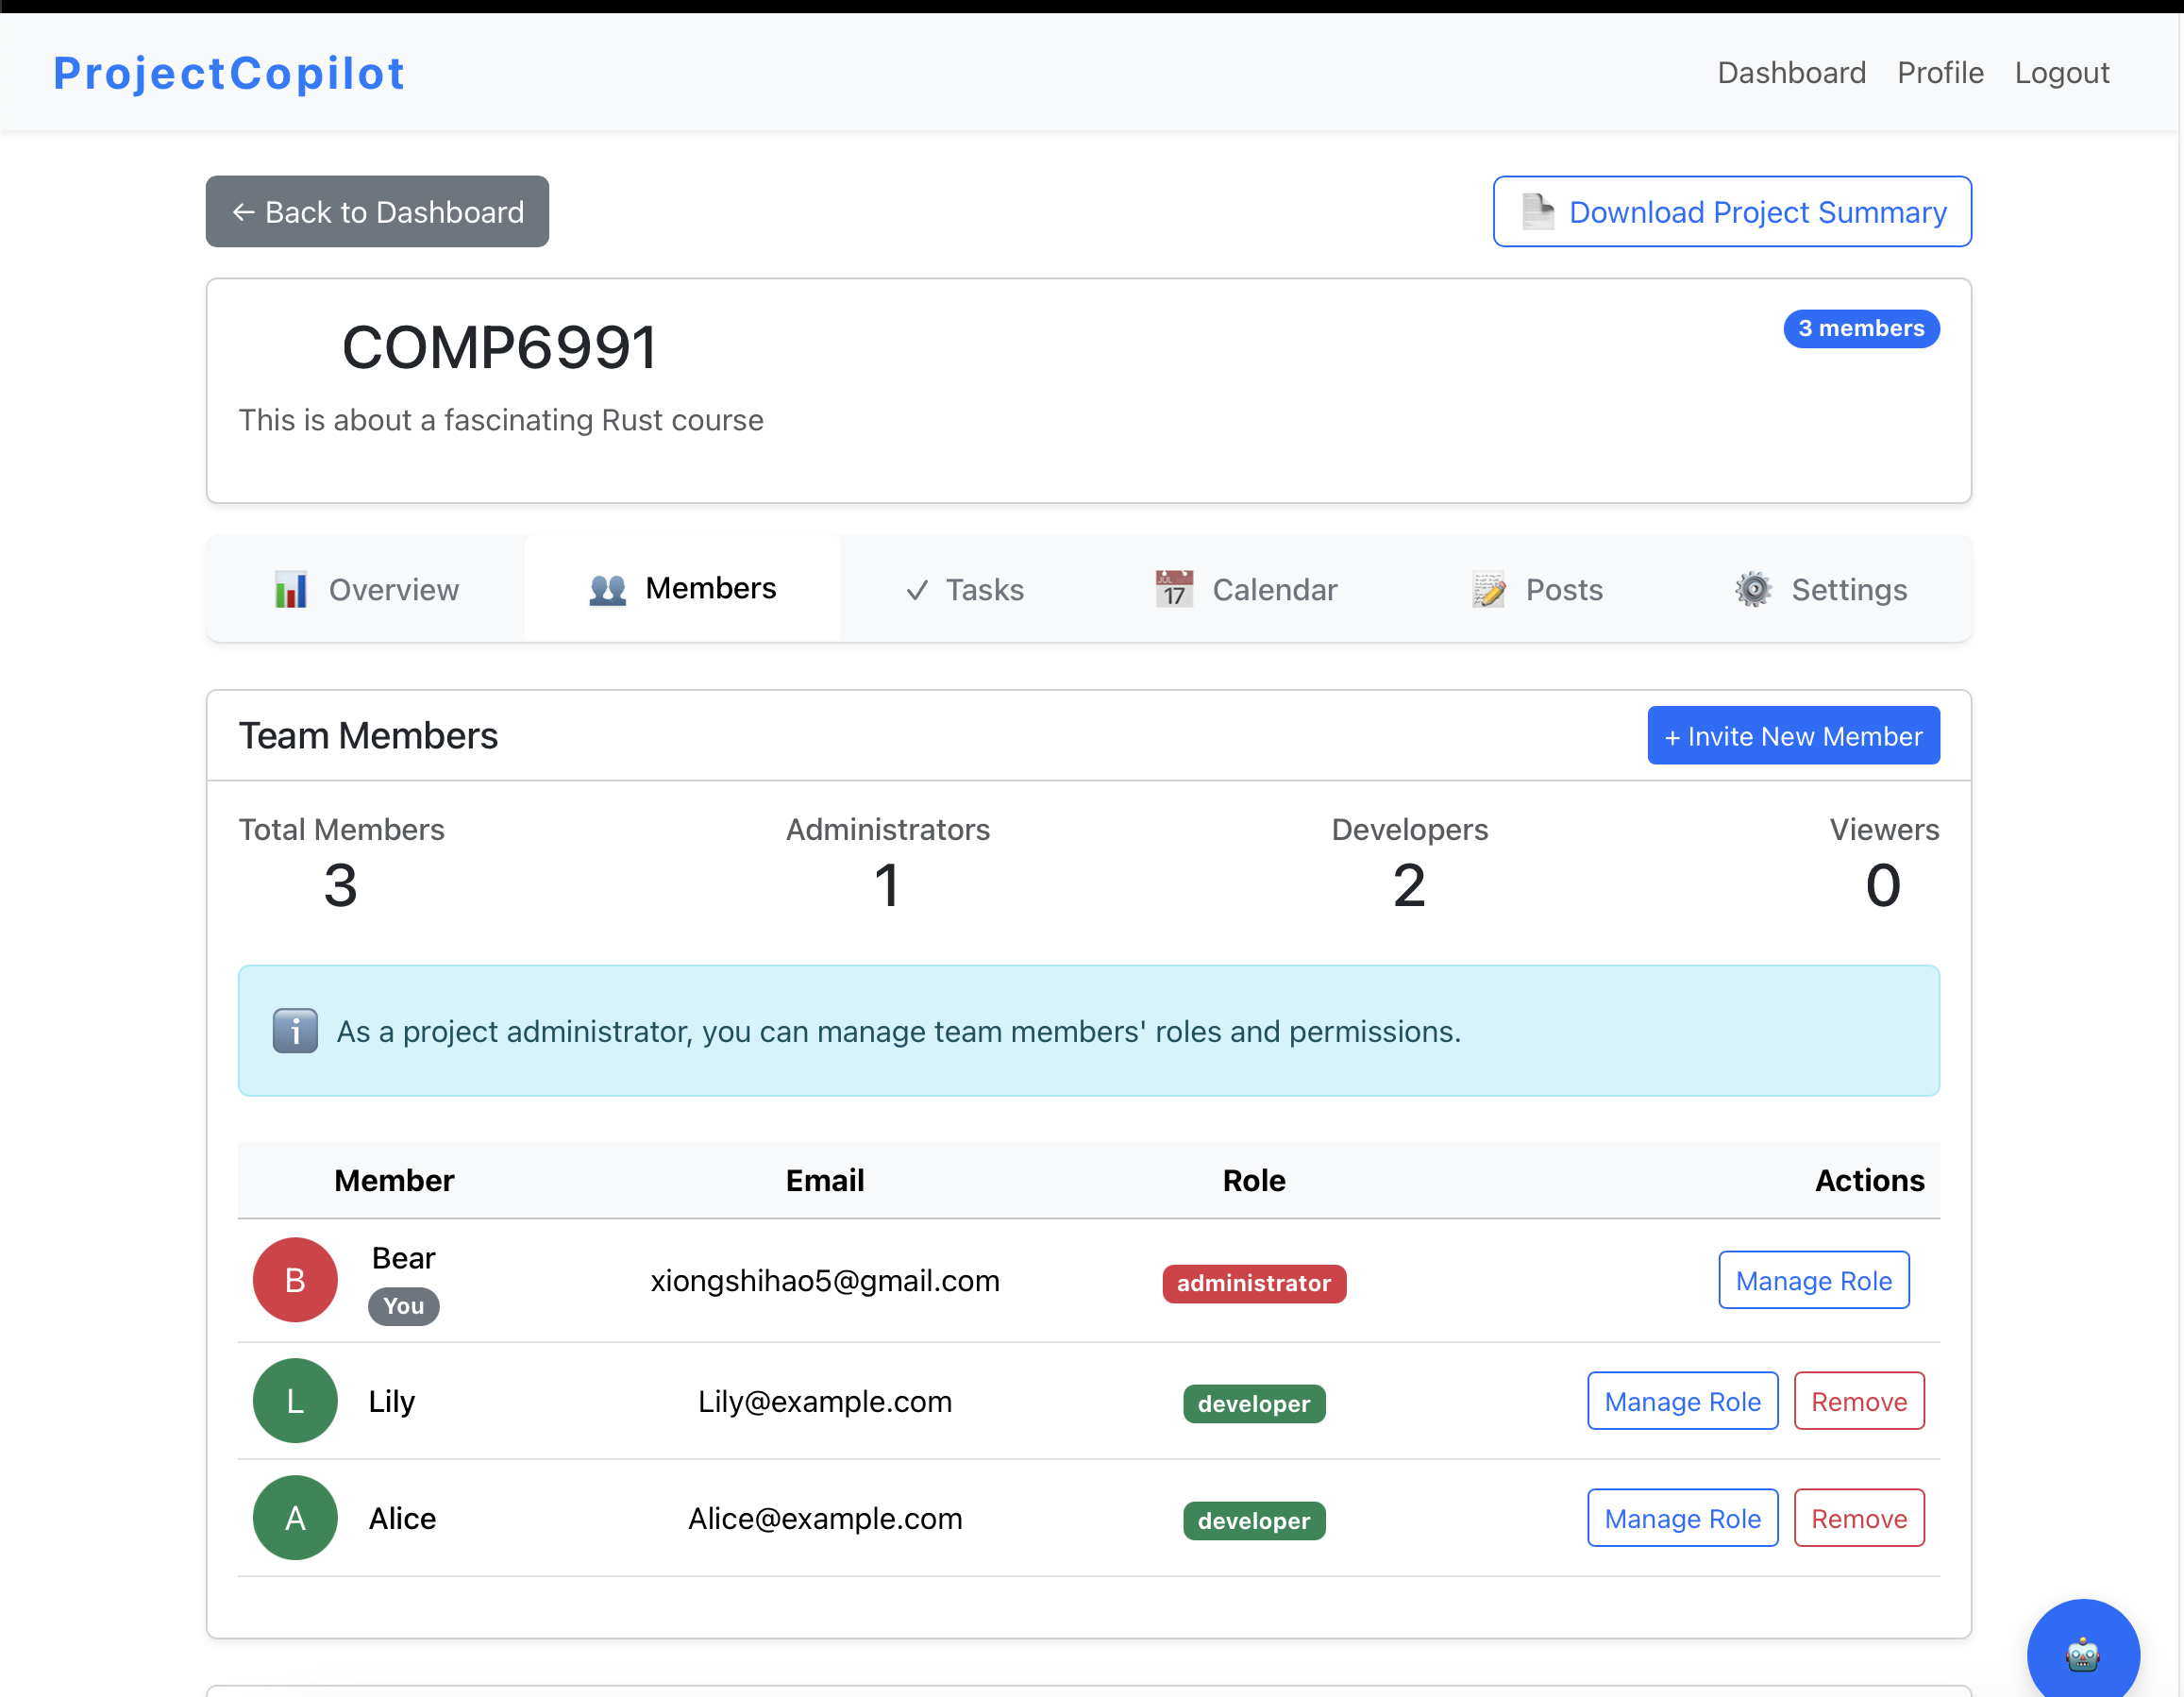 ProjectCopilot
Dashboard Profile Logout
← Back to Dashboard
Download Project Summary
COMP6991
3 members
This is about a fascinating Rust course
Overview
Members
✓ Tasks
JUL 17 Calendar
Posts
Settings
Team Members
+ Invite New Member
Total Members Administrators Developers Viewers
3 1 2 0
i As a project administrator, you can manage team members' roles and permissions.
Member Email Role Actions
B Bear You xiongshihao5@gmail.com administrator Manage Role
L Lily Lily@example.com developer Manage Role Remove
A Alice Alice@example.com developer Manage Role Remove